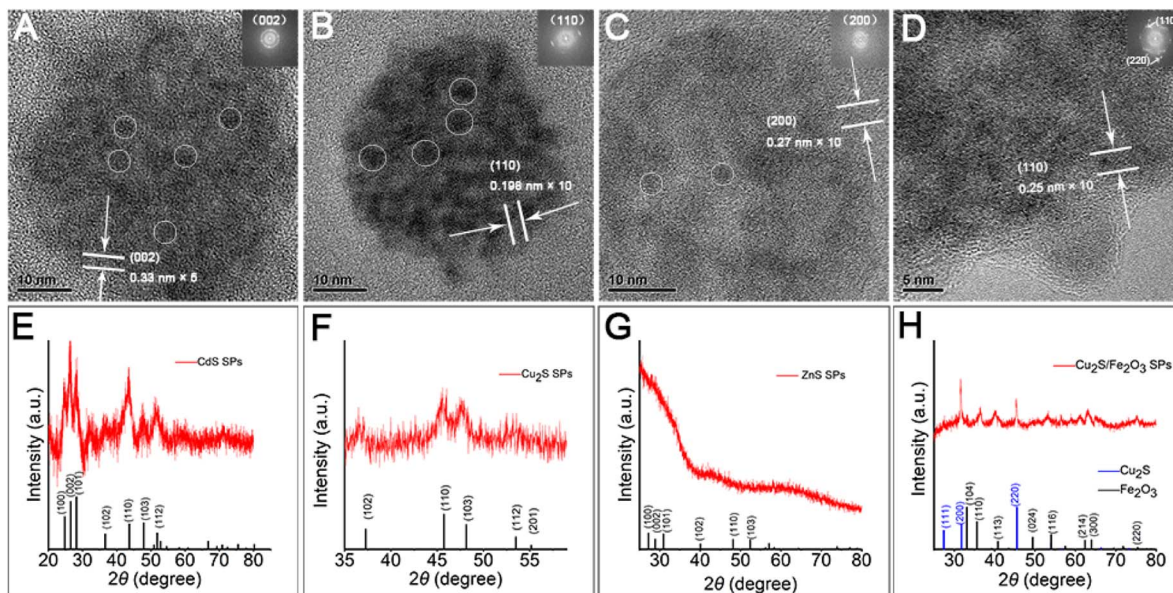 A
(002)
(002)
0.33 nm × 5
10 nm
B
(110)
(110)
0.198 nm × 10
10 nm
C
(200)
(200)
0.27 nm × 10
10 nm
D
(110)
(220)
(110)
0.25 nm × 10
5 nm
E
CdS SPs
Intensity (a.u.)
(100)
(002)
(101)
(102)
(110)
(103)
(112)
20 30 40 50 60 70 80
2θ (degree)
F
Cu2S SPs
Intensity (a.u.)
(102)
(110)
(103)
(112)
(201)
35 40 45 50 55
2θ (degree)
G
ZnS SPs
Intensity (a.u.)
(100)
(002)
(101)
(102)
(110)
(103)
30 40 50 60 70 80
2θ (degree)
H
Cu2S/Fe2O3 SPs
Cu2S
Fe2O3
Intensity (a.u.)
(111)
(200)
(104)
(110)
(113)
(220)
(024)
(116)
(214)
(300)
(220)
30 40 50 60 70 80
2θ (degree)